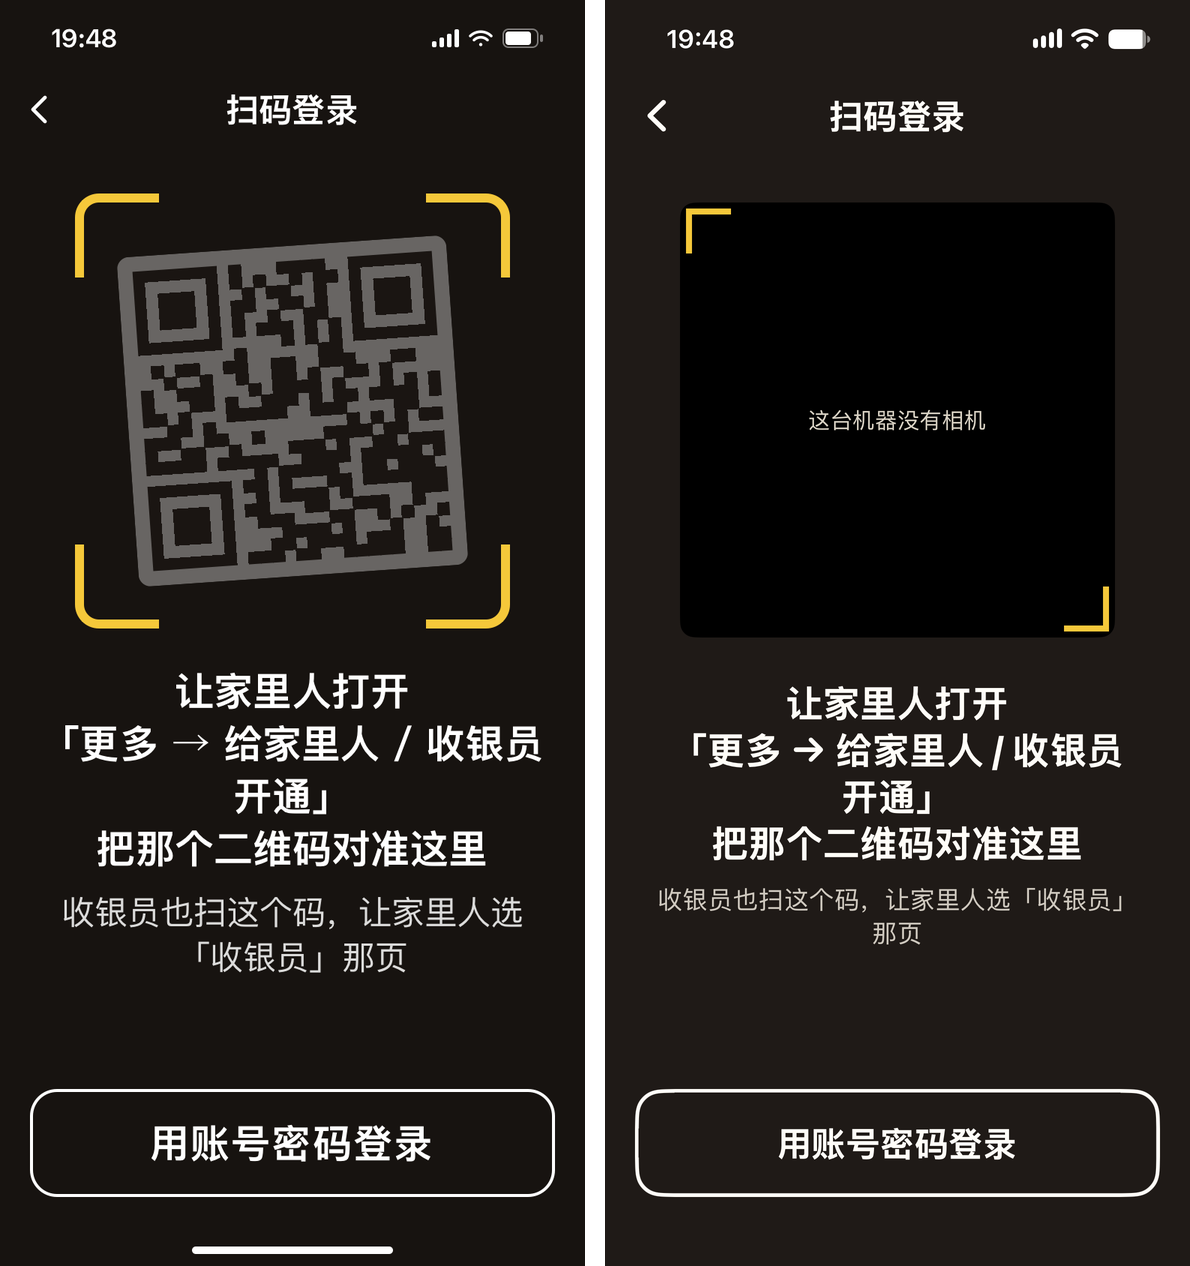 19:48
扫码登录
让家里人打开
「更多 → 给家里人 / 收银员
开通」
把那个二维码对准这里
收银员也扫这个码，让家里人选
「收银员」那页
用账号密码登录
19:48
扫码登录
这台机器没有相机
让家里人打开
「更多 → 给家里人 / 收银员
开通」
把那个二维码对准这里
收银员也扫这个码，让家里人选「收银员」
那页
用账号密码登录